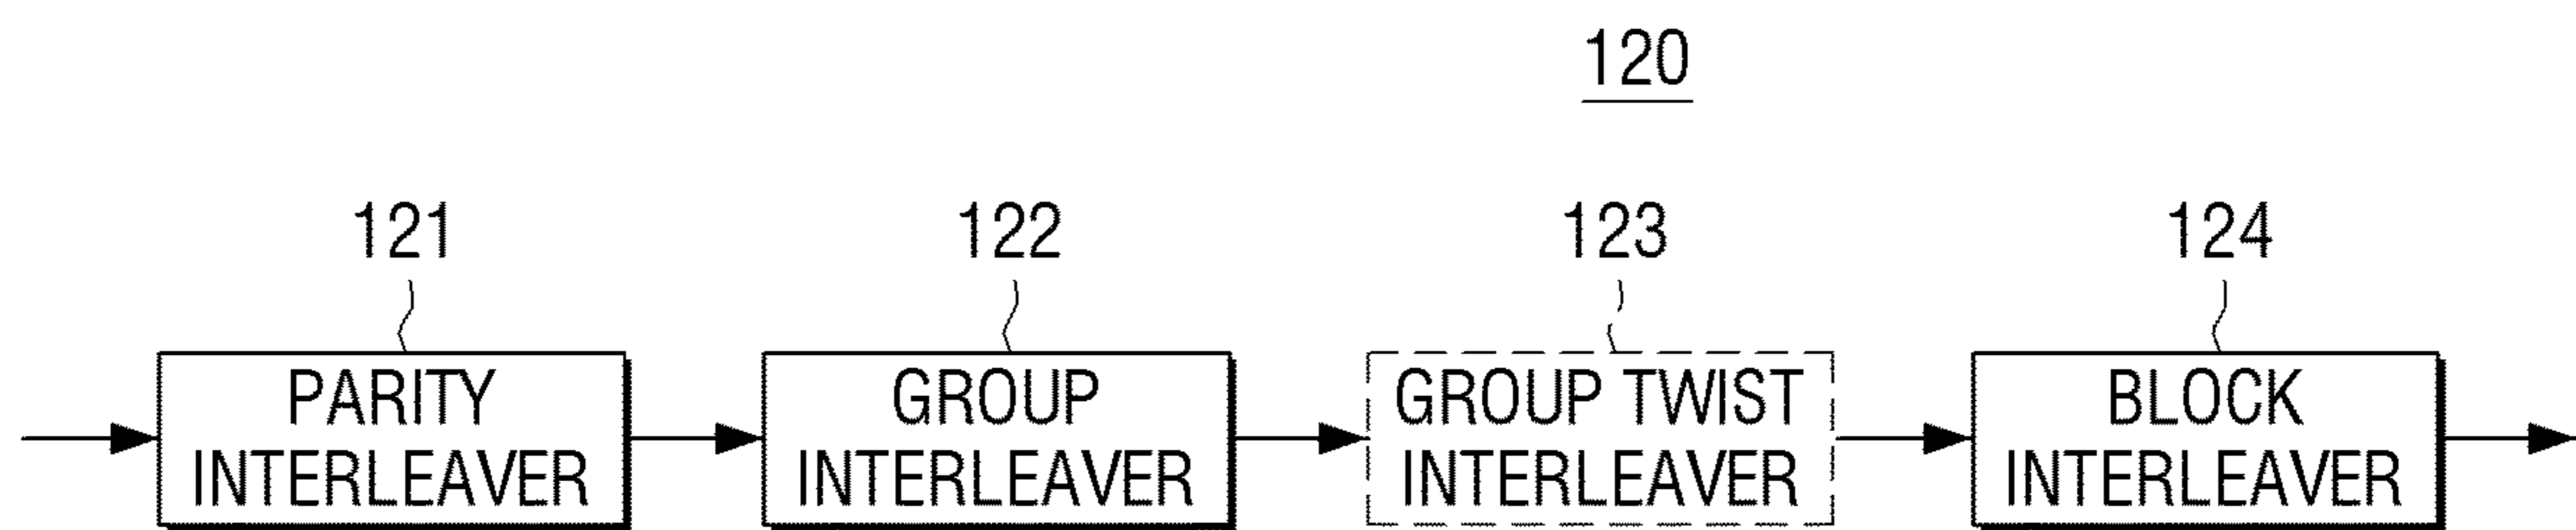 120
121
122
123
124
PARITY
INTERLEAVER
GROUP
INTERLEAVER
GROUP TWIST
INTERLEAVER
BLOCK
INTERLEAVER